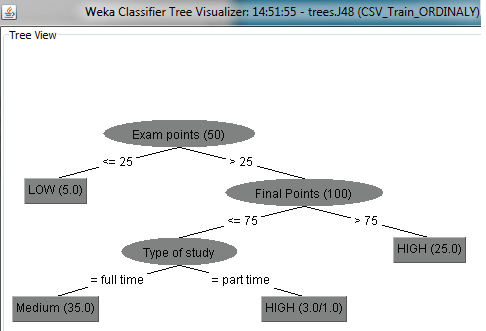 Weka Classifier Tree Visualizer: 14:51:55 - trees.J48 (CSV_Train_ORDINALY)
Tree View
Exam points (50)
<= 25
> 25
LOW (5.0)
Final Points (100)
<= 75
> 75
Type of study
HIGH (25.0)
= full time
= part time
Medium (35.0)
HIGH (3.0/1.0)